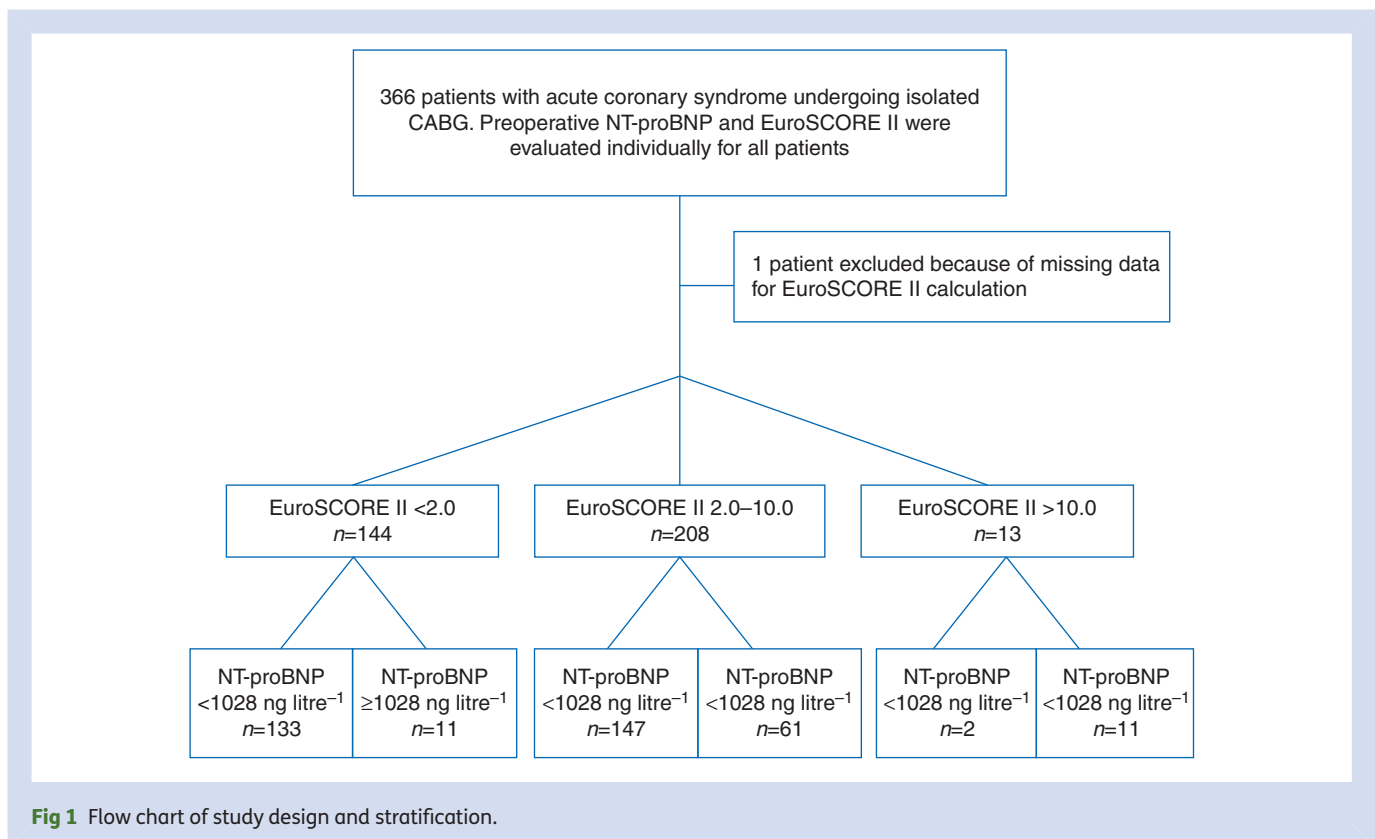 366 patients with acute coronary syndrome undergoing isolated
CABG. Preoperative NT-proBNP and EuroSCORE II were
evaluated individually for all patients
1 patient excluded because of missing data
for EuroSCORE II calculation
EuroSCORE II <2.0
n=144
EuroSCORE II 2.0–10.0
n=208
EuroSCORE II >10.0
n=13
NT-proBNP
<1028 ng litre⁻¹
n=133
NT-proBNP
≥1028 ng litre⁻¹
n=11
NT-proBNP
<1028 ng litre⁻¹
n=147
NT-proBNP
<1028 ng litre⁻¹
n=61
NT-proBNP
<1028 ng litre⁻¹
n=2
NT-proBNP
<1028 ng litre⁻¹
n=11
Fig 1 Flow chart of study design and stratification.